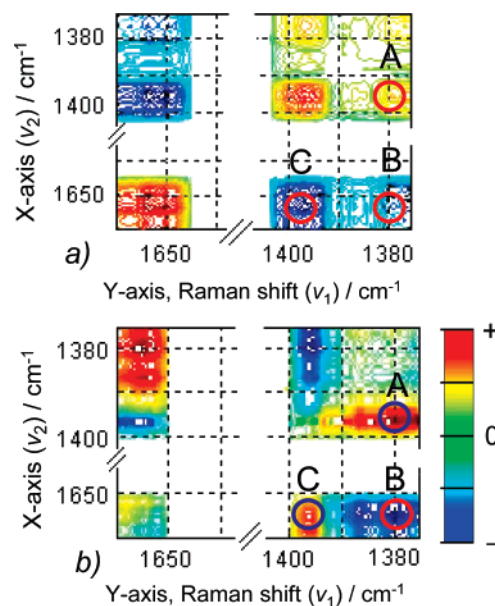 1380
1400
1650
X-axis (ν₂) / cm⁻¹
A
C
B
a)
1650
1400
1380
Y-axis, Raman shift (ν₁) / cm⁻¹
1380
1400
1650
X-axis (ν₂) / cm⁻¹
A
C
B
b)
1650
1400
1380
Y-axis, Raman shift (ν₁) / cm⁻¹
+
0
−